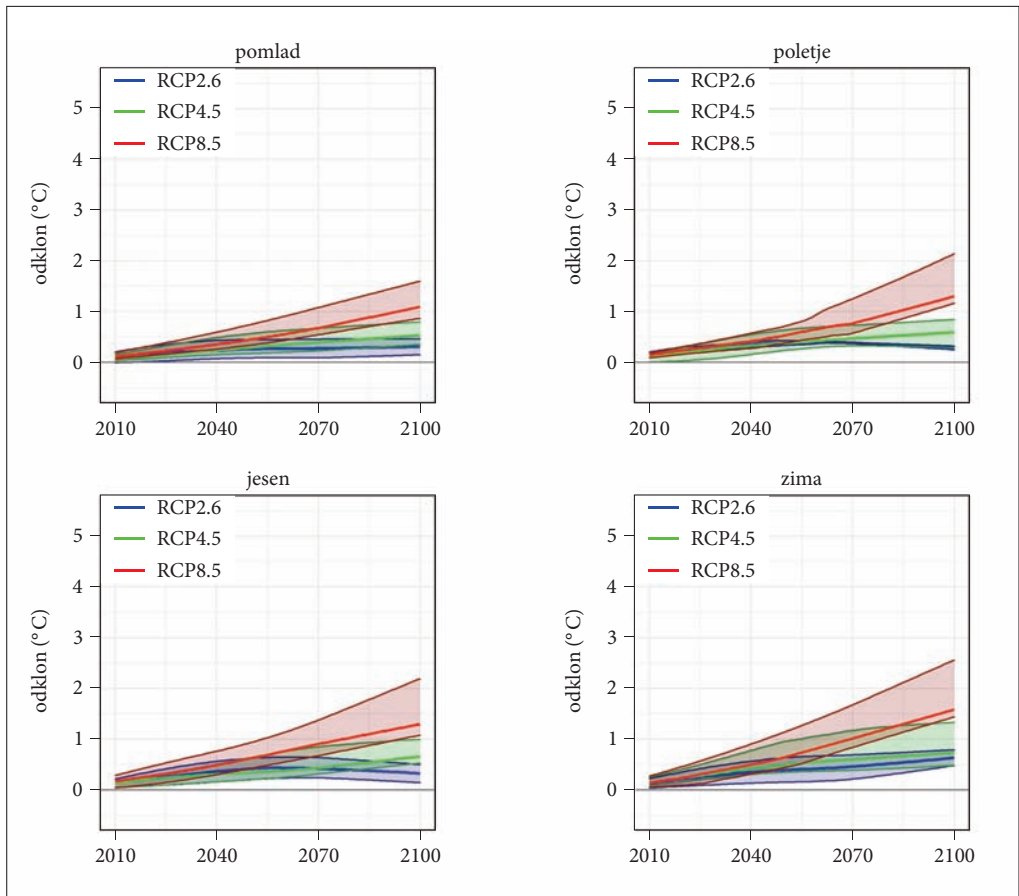 pomlad
RCP2.6
RCP4.5
RCP8.5
odklon (°C)
5
4
3
2
1
0
2010 2040 2070 2100
poletje
RCP2.6
RCP4.5
RCP8.5
odklon (°C)
5
4
3
2
1
0
2010 2040 2070 2100
jesen
RCP2.6
RCP4.5
RCP8.5
odklon (°C)
5
4
3
2
1
0
2010 2040 2070 2100
zima
RCP2.6
RCP4.5
RCP8.5
odklon (°C)
5
4
3
2
1
0
2010 2040 2070 2100